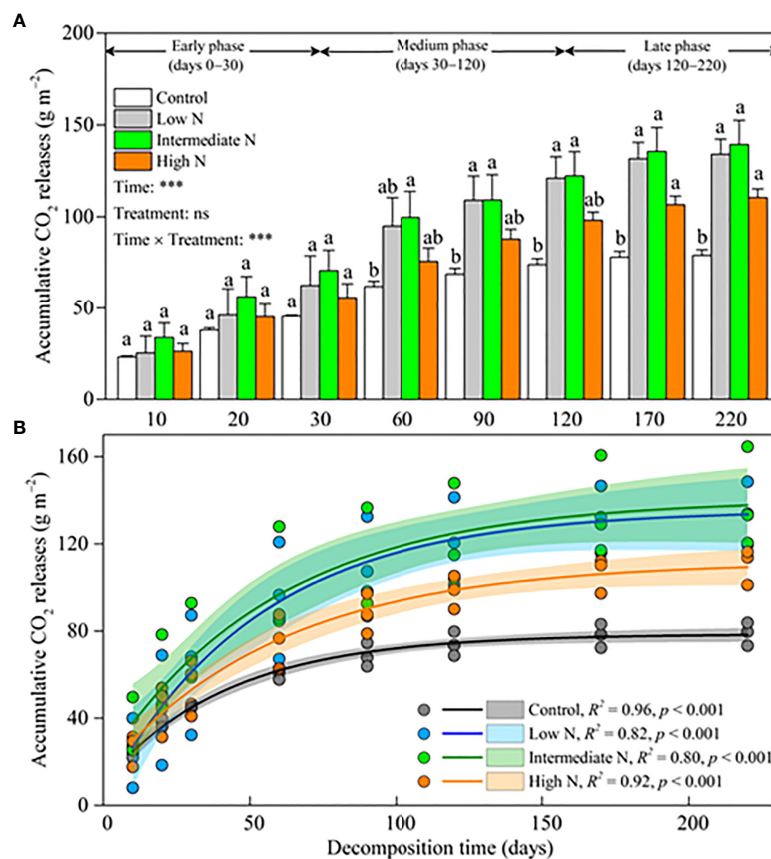 A
Accumulative CO₂ releases (g m⁻²)
200
150
100
50
0
Early phase
(days 0–30)
Medium phase
(days 30–120)
Late phase
(days 120–220)
Control
Low N
Intermediate N
High N
Time: ***
Treatment: ns
Time × Treatment: ***
a a a a
a a a a
a a a a
b ab a ab
b a a ab
b a a ab
b a a a
b a a a
10 20 30 60 90 120 170 220
B
Accumulative CO₂ releases (g m⁻²)
160
120
80
40
0
Control, R² = 0.96, p < 0.001
Low N, R² = 0.82, p < 0.001
Intermediate N, R² = 0.80, p < 0.001
High N, R² = 0.92, p < 0.001
0 50 100 150 200
Decomposition time (days)